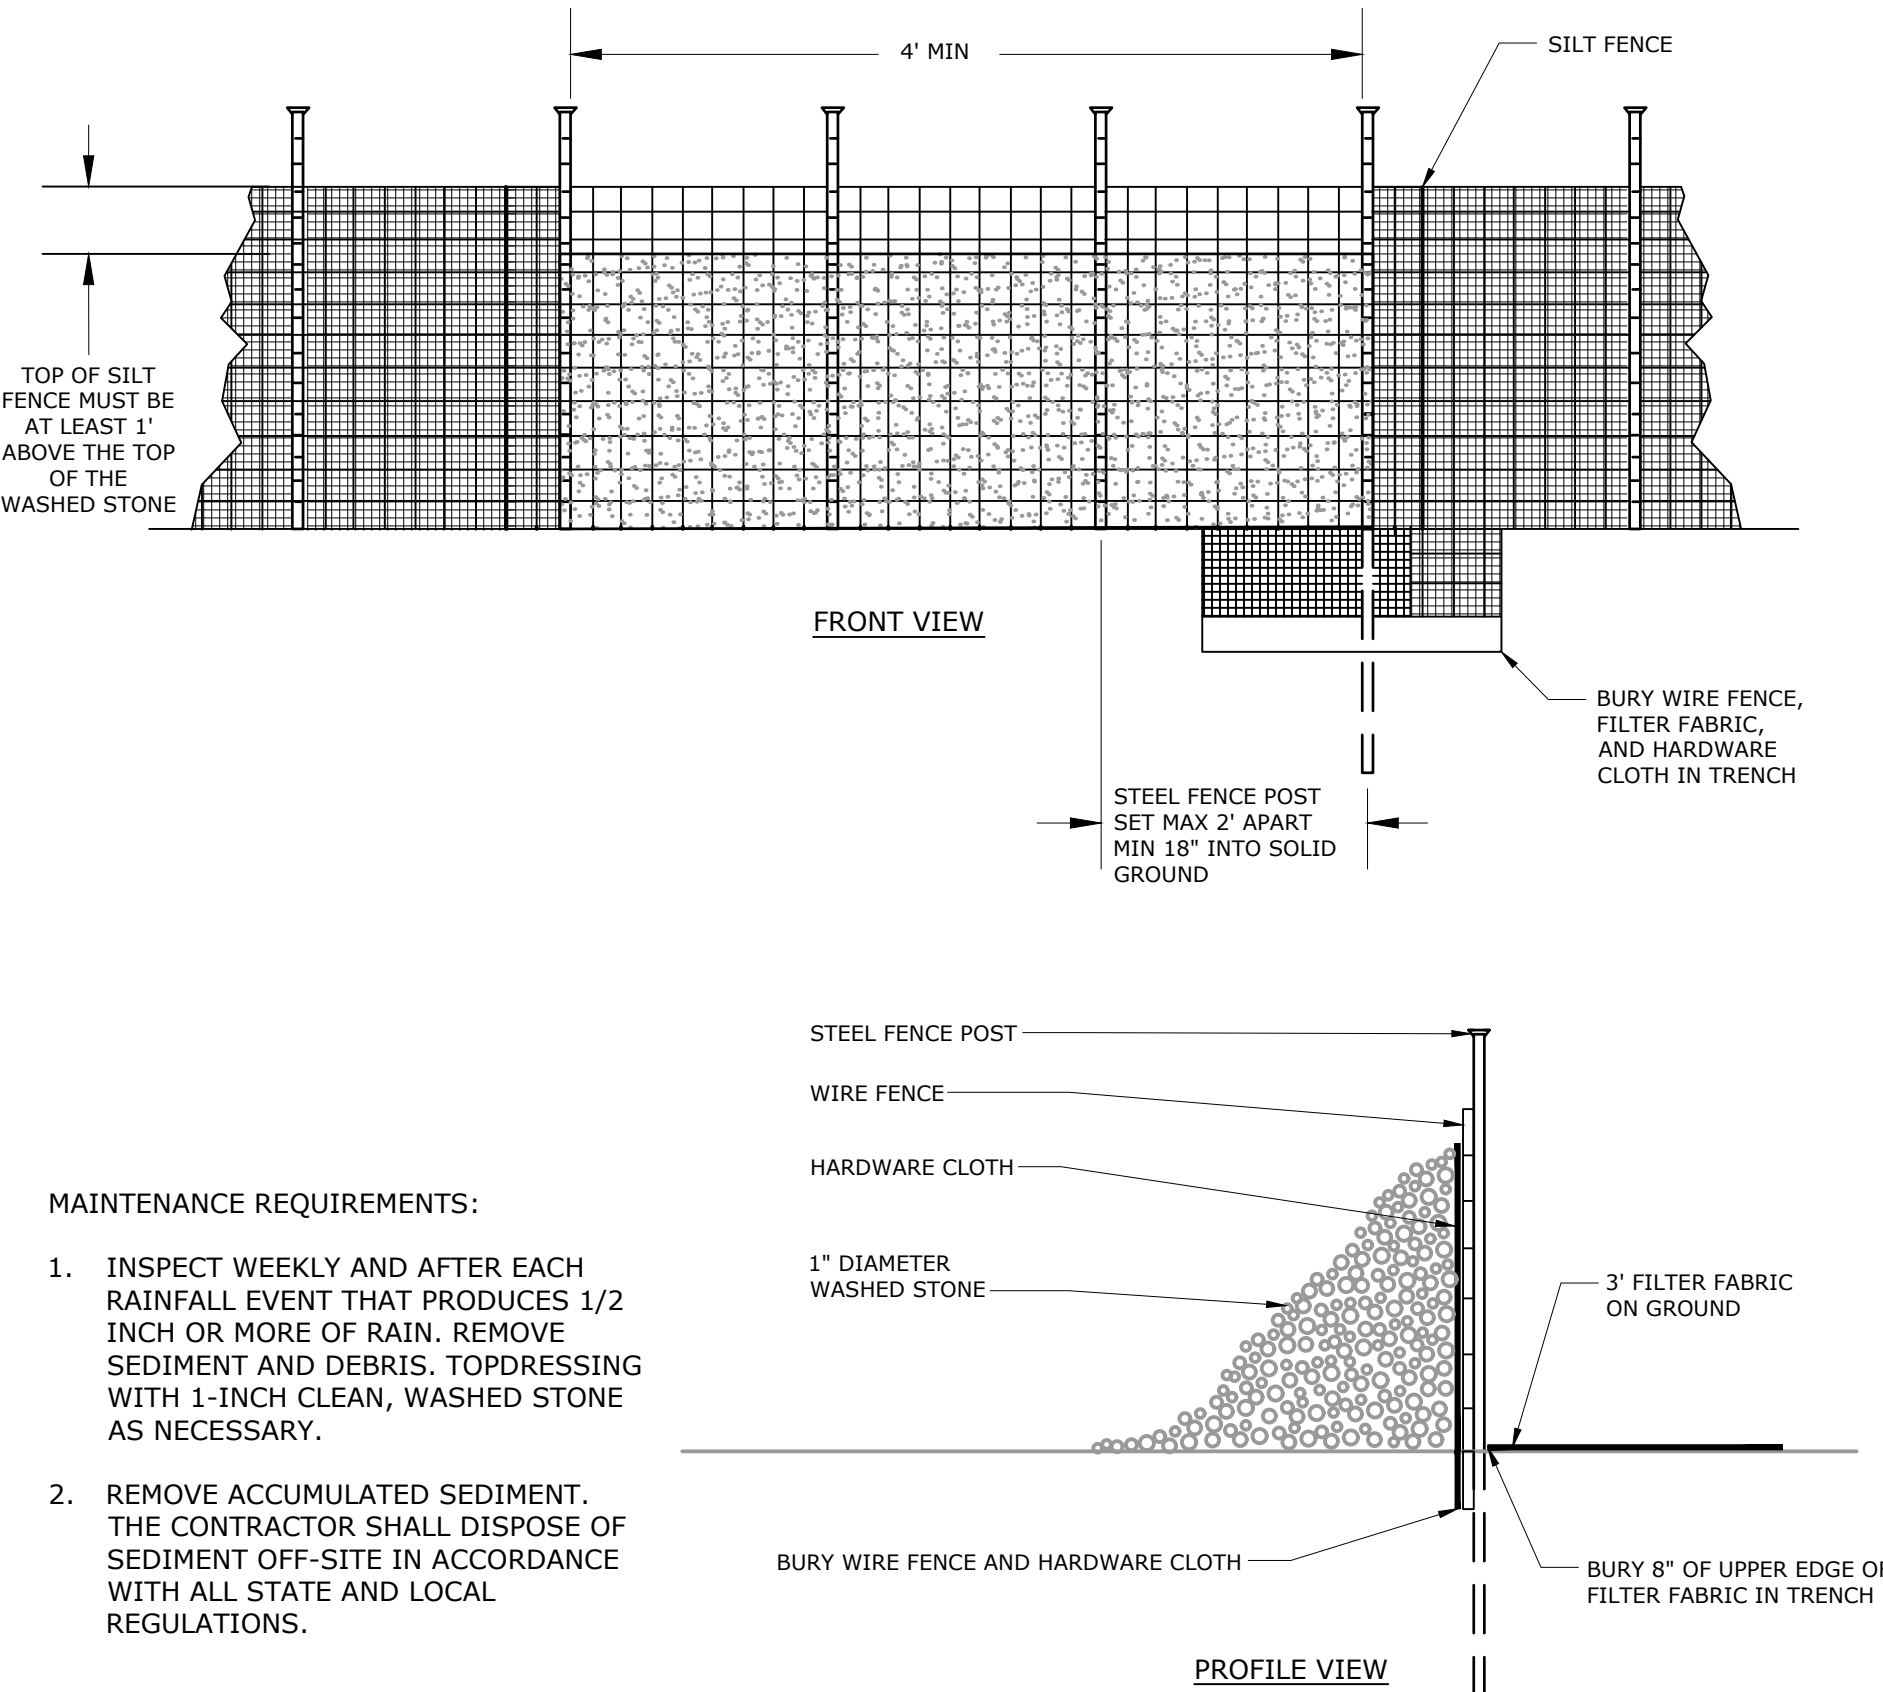 4' MIN
SILT FENCE
TOP OF SILT
FENCE MUST BE
AT LEAST 1'
ABOVE THE TOP
OF THE
WASHED STONE
FRONT VIEW
BURY WIRE FENCE,
FILTER FABRIC,
AND HARDWARE
CLOTH IN TRENCH
STEEL FENCE POST
SET MAX 2' APART
MIN 18" INTO SOLID
GROUND
STEEL FENCE POST
WIRE FENCE
HARDWARE CLOTH
1" DIAMETER
WASHED STONE
3' FILTER FABRIC
ON GROUND
BURY WIRE FENCE AND HARDWARE CLOTH
BURY 8" OF UPPER EDGE OF
FILTER FABRIC IN TRENCH
PROFILE VIEW
MAINTENANCE REQUIREMENTS:
1. INSPECT WEEKLY AND AFTER EACH
RAINFALL EVENT THAT PRODUCES 1/2
INCH OR MORE OF RAIN. REMOVE
SEDIMENT AND DEBRIS. TOPDRESSING
WITH 1-INCH CLEAN, WASHED STONE
AS NECESSARY.
2. REMOVE ACCUMULATED SEDIMENT.
THE CONTRACTOR SHALL DISPOSE OF
SEDIMENT OFF-SITE IN ACCORDANCE
WITH ALL STATE AND LOCAL
REGULATIONS.